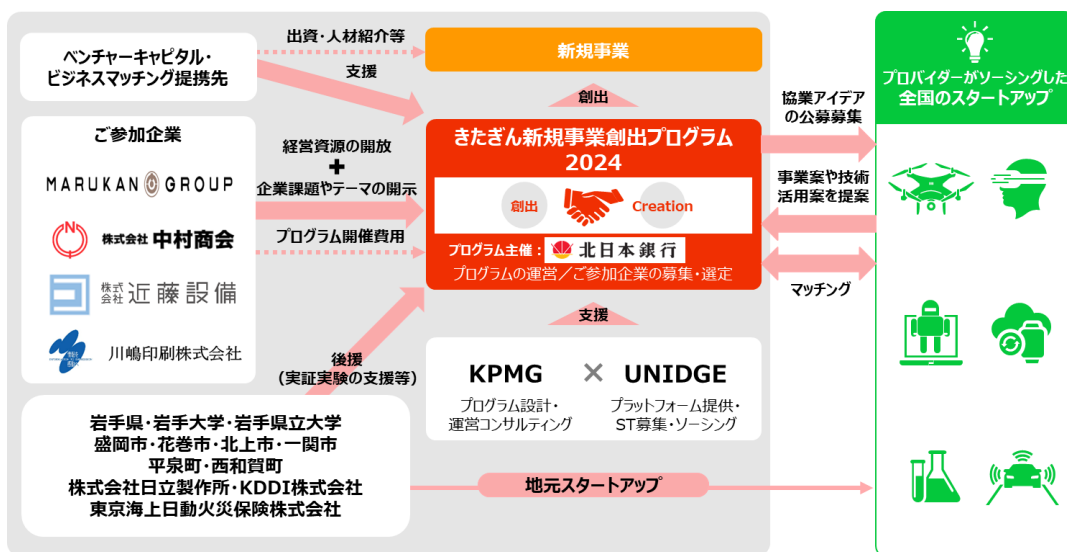 ベンチャーキャピタル・
ビジネスマッチング提携先
出資・人材紹介等
支援
新規事業
創出
ご参加企業
MARUKAN GROUP
N
株式会社 中村商会
株式会社 近藤設備
川嶋印刷株式会社
経営資源の開放
+
企業課題やテーマの開示
プログラム開催費用
きたぎん新規事業創出プログラム
2024
創出
Creation
プログラム主催:北日本銀行
プログラムの運営/ご参加企業の募集・選定
支援
KPMG × UNIDGE
プログラム設計・
運営コンサルティング
プラットフォーム提供・
ST募集・ソーシング
後援
(実証実験の支援等)
岩手県・岩手大学・岩手県立大学
盛岡市・花巻市・北上市・一関市
平泉町・西和賀町
株式会社日立製作所・KDDI株式会社
東京海上日動火災保険株式会社
地元スタートアップ
協業アイデア
の公募募集
事業案や技術
活用案を提案
マッチング
プロバイダーがソーシングした
全国のスタートアップ